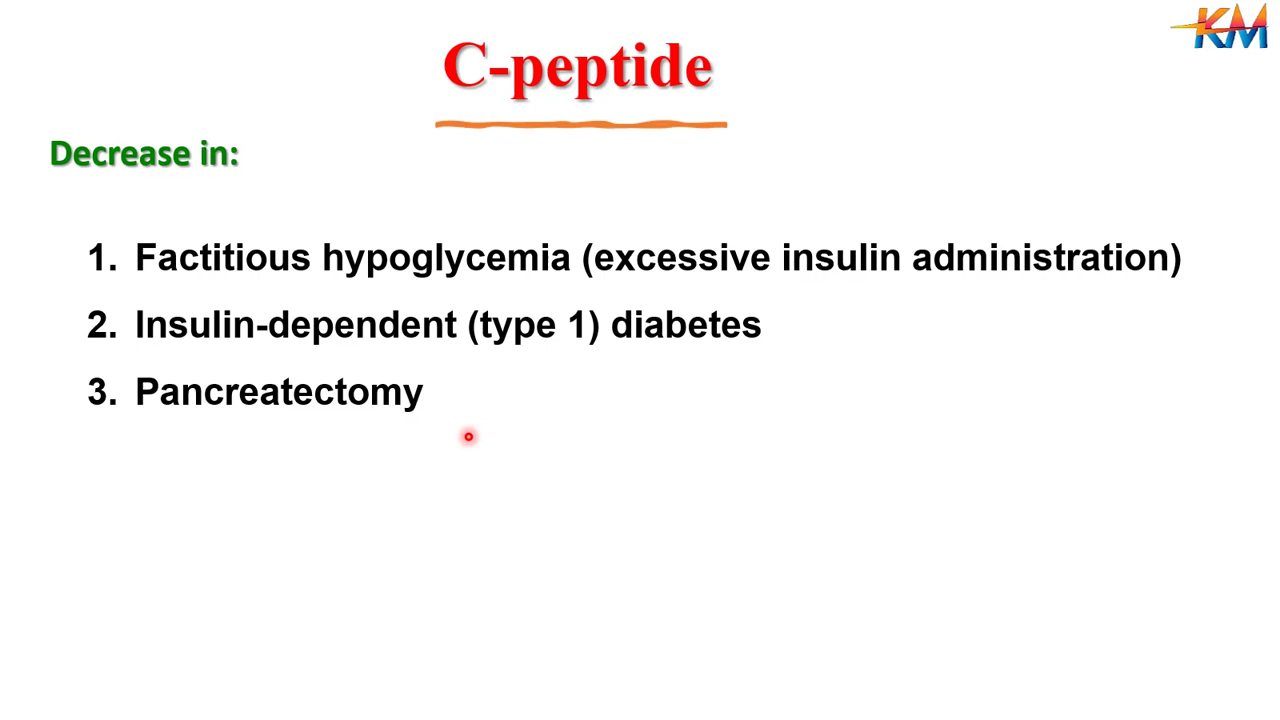 KM
C-peptide
Decrease in:
1. Factitious hypoglycemia (excessive insulin administration)
2. Insulin-dependent (type 1) diabetes
3. Pancreatectomy